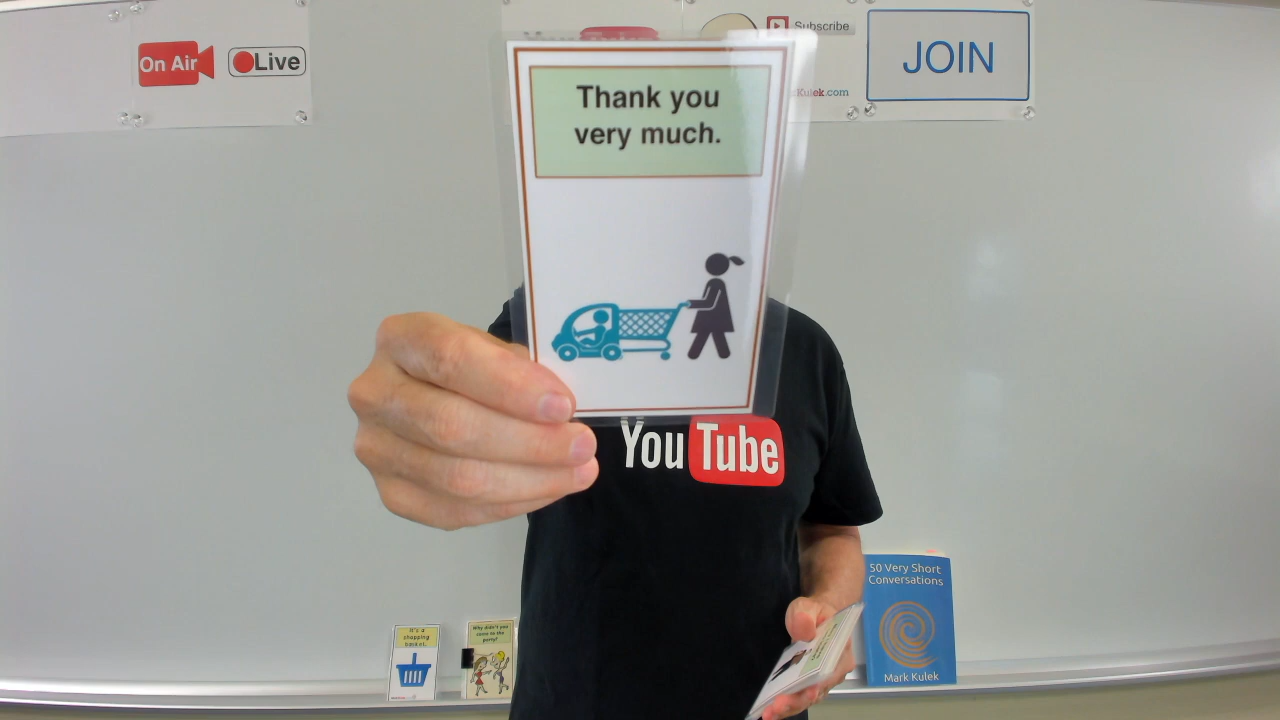 On Air
Live
YouTube
Subscribe
Kulek.com
JOIN
Thank you
very much.
YouTube
It's a
shopping
basket.
Why didn't you
come to the
party?
50 Very Short
Conversations
Mark Kulek